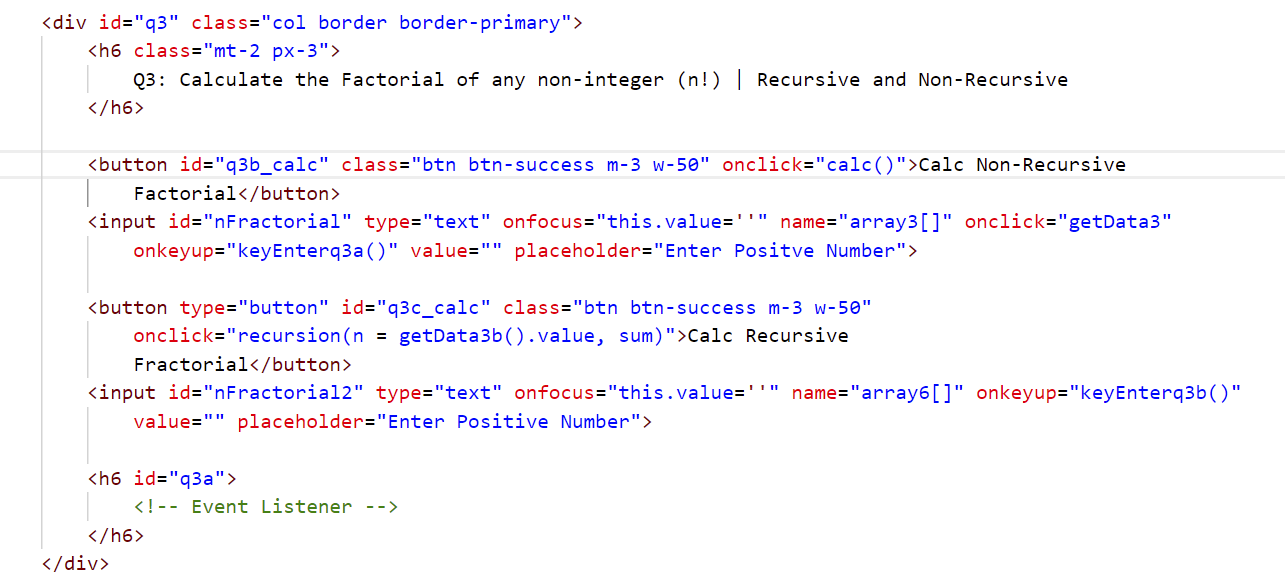 <div id="q3" class="col border border-primary">
<h6 class="mt-2 px-3">
Q3: Calculate the Factorial of any non-integer (n!) | Recursive and Non-Recursive
</h6>
<button id="q3b_calc" class="btn btn-success m-3 w-50" onclick="calc()">Calc Non-Recursive
Factorial</button>
<input id="nFractorial" type="text" onfocus="this.value=''" name="array3[]" onclick="getData3"
onkeyup="keyEnterq3a()" value="" placeholder="Enter Positve Number">
<button type="button" id="q3c_calc" class="btn btn-success m-3 w-50"
onclick="recursion(n = getData3b().value, sum)">Calc Recursive
Fractorial</button>
<input id="nFractorial2" type="text" onfocus="this.value=''" name="array6[]" onkeyup="keyEnterq3b()"
value="" placeholder="Enter Positive Number">
<h6 id="q3a">
<!-- Event Listener -->
</h6>
</div>